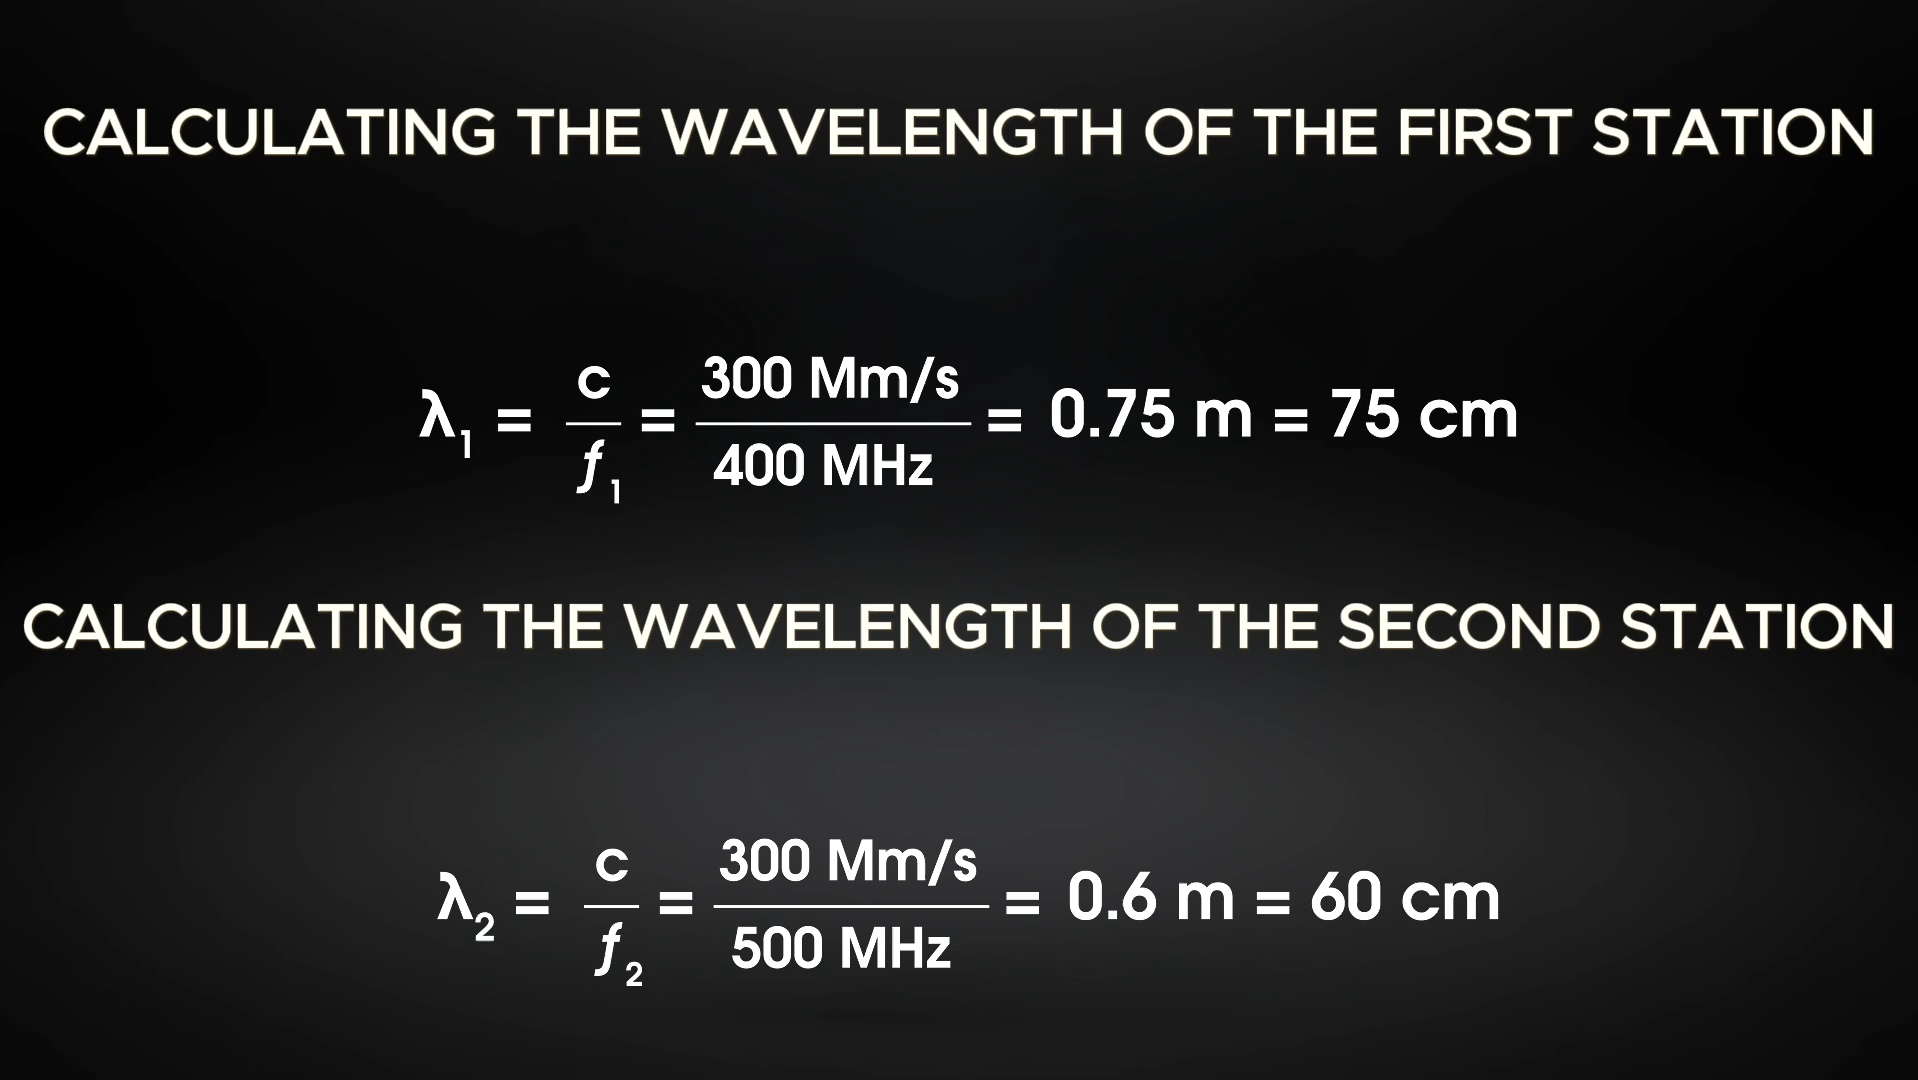 CALCULATING THE WAVELENGTH OF THE FIRST STATION
λ₁ = c/f₁ = 300 Mm/s / 400 MHz = 0.75 m = 75 cm
CALCULATING THE WAVELENGTH OF THE SECOND STATION
λ₂ = c/f₂ = 300 Mm/s / 500 MHz = 0.6 m = 60 cm